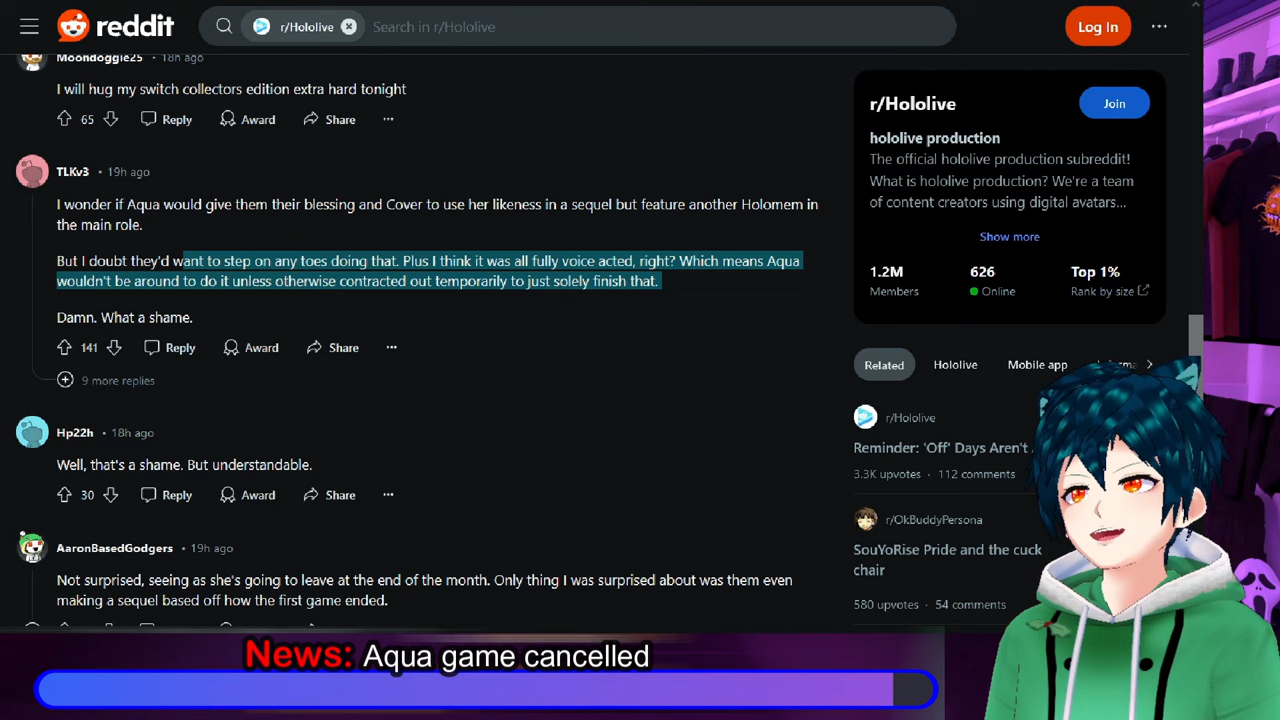 reddit
r/Hololive
Search in r/Hololive
Log In
Moondoggie25 • 18h ago
I will hug my switch collectors edition extra hard tonight
65 Reply Award Share
TLKv3 • 19h ago
I wonder if Aqua would give them their blessing and Cover to use her likeness in a sequel but feature another Holomem in
the main role.
But I doubt they'd want to step on any toes doing that. Plus I think it was all fully voice acted, right? Which means Aqua
wouldn't be around to do it unless otherwise contracted out temporarily to just solely finish that.
Damn. What a shame.
141 Reply Award Share
9 more replies
Hp22h • 18h ago
Well, that's a shame. But understandable.
30 Reply Award Share
AaronBasedGodgers • 19h ago
Not surprised, seeing as she's going to leave at the end of the month. Only thing I was surprised about was them even
making a sequel based off how the first game ended.
r/Hololive
Join
hololive production
The official hololive production subreddit!
What is hololive production? We're a team
of content creators using digital avatars...
Show more
1.2M 626 Top 1%
Members Online Rank by size
Related Hololive Mobile app
r/Hololive
Reminder: 'Off' Days Aren't
3.3K upvotes • 112 comments
r/OkBuddyPersona
SouYoRise Pride and the cuck
chair
580 upvotes • 54 comments
News: Aqua game cancelled